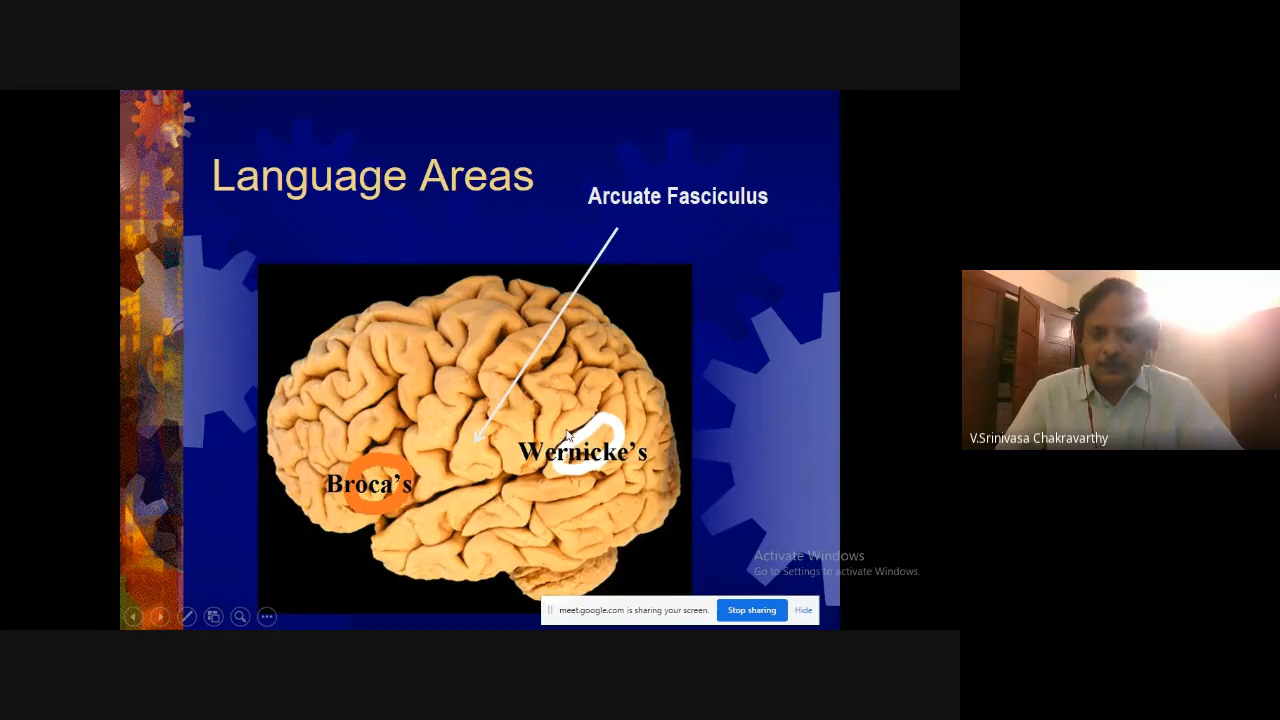 Language Areas
Arcuate Fasciculus
Wernicke's
Broca's
V.Srinivasa Chakravarthy
Activate Windows
Go to Settings to activate Windows.
meet.google.com is sharing your screen.
Stop sharing
Hide